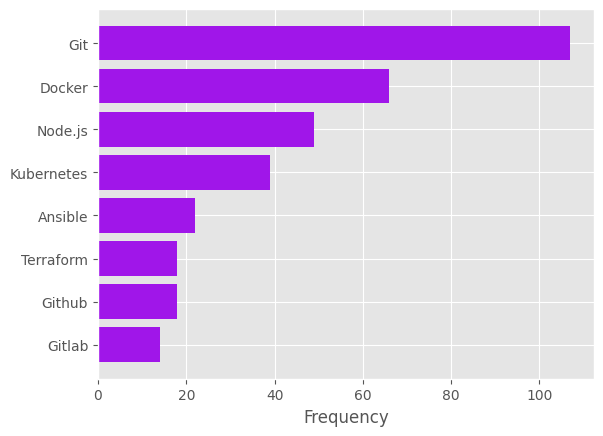 Git
Docker
Node.js
Kubernetes
Ansible
Terraform
Github
Gitlab
0 20 40 60 80 100
Frequency